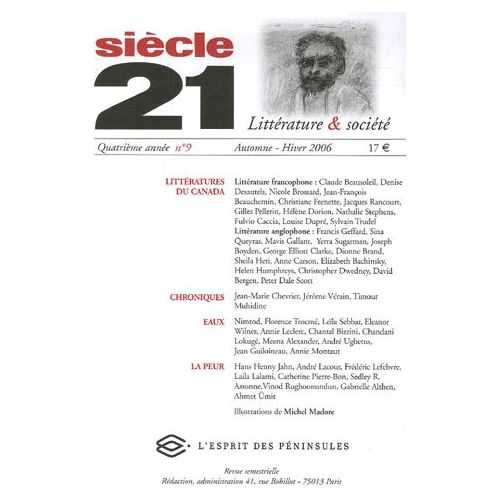 siècle
21
Littérature & société
Quatrième année n°9 Automne - Hiver 2006 17 €
LITTÉRATURES
DU CANADA
Littérature francophone : Claude Beausoleil, Denise
Desautels, Nicole Brossard, Jean-François
Beauchemin, Christiane Frenette, Jacques Rancourt,
Gilles Pellerin, Hélène Dorion, Nathalie Stephens,
Fulvio Caccia, Louise Dupré, Sylvain Trudel
Littérature anglophone : Francis Geffard, Sina
Queyras, Mavis Gallant, Yerra Sugarman, Joseph
Boyden, George Elliott Clarke, Dionne Brand,
Sheila Heti, Anne Carson, Elizabeth Bachinsky,
Helen Humphreys, Christopher Dwedney, David
Bergen, Peter Dale Scott
CHRONIQUES
Jean-Marie Chevrier, Jérôme Vérain, Timour
Muhidine
EAUX
Nimrod, Florence Trocmé, Leïla Sebbar, Eleanor
Wilner, Annie Leclerc, Chantal Bizzini, Chandani
Lokugé, Meena Alexander, André Ughetto,
Jean Guiloineau, Annie Montaut
LA PEUR
Hans Henny Jahn, André Lacour, Frédéric Lefebvre,
Laila Lalami, Catherine Pierre-Bon, Sedley R.
Assonne,Vinod Rughoonundun, Gabrielle Althen,
Ahmet Ümit
Illustrations de Michel Madore
L'ESPRIT DES PÉNINSULES
Revue semestrielle
Rédaction, administration 41, rue Bobillot - 75013 Paris